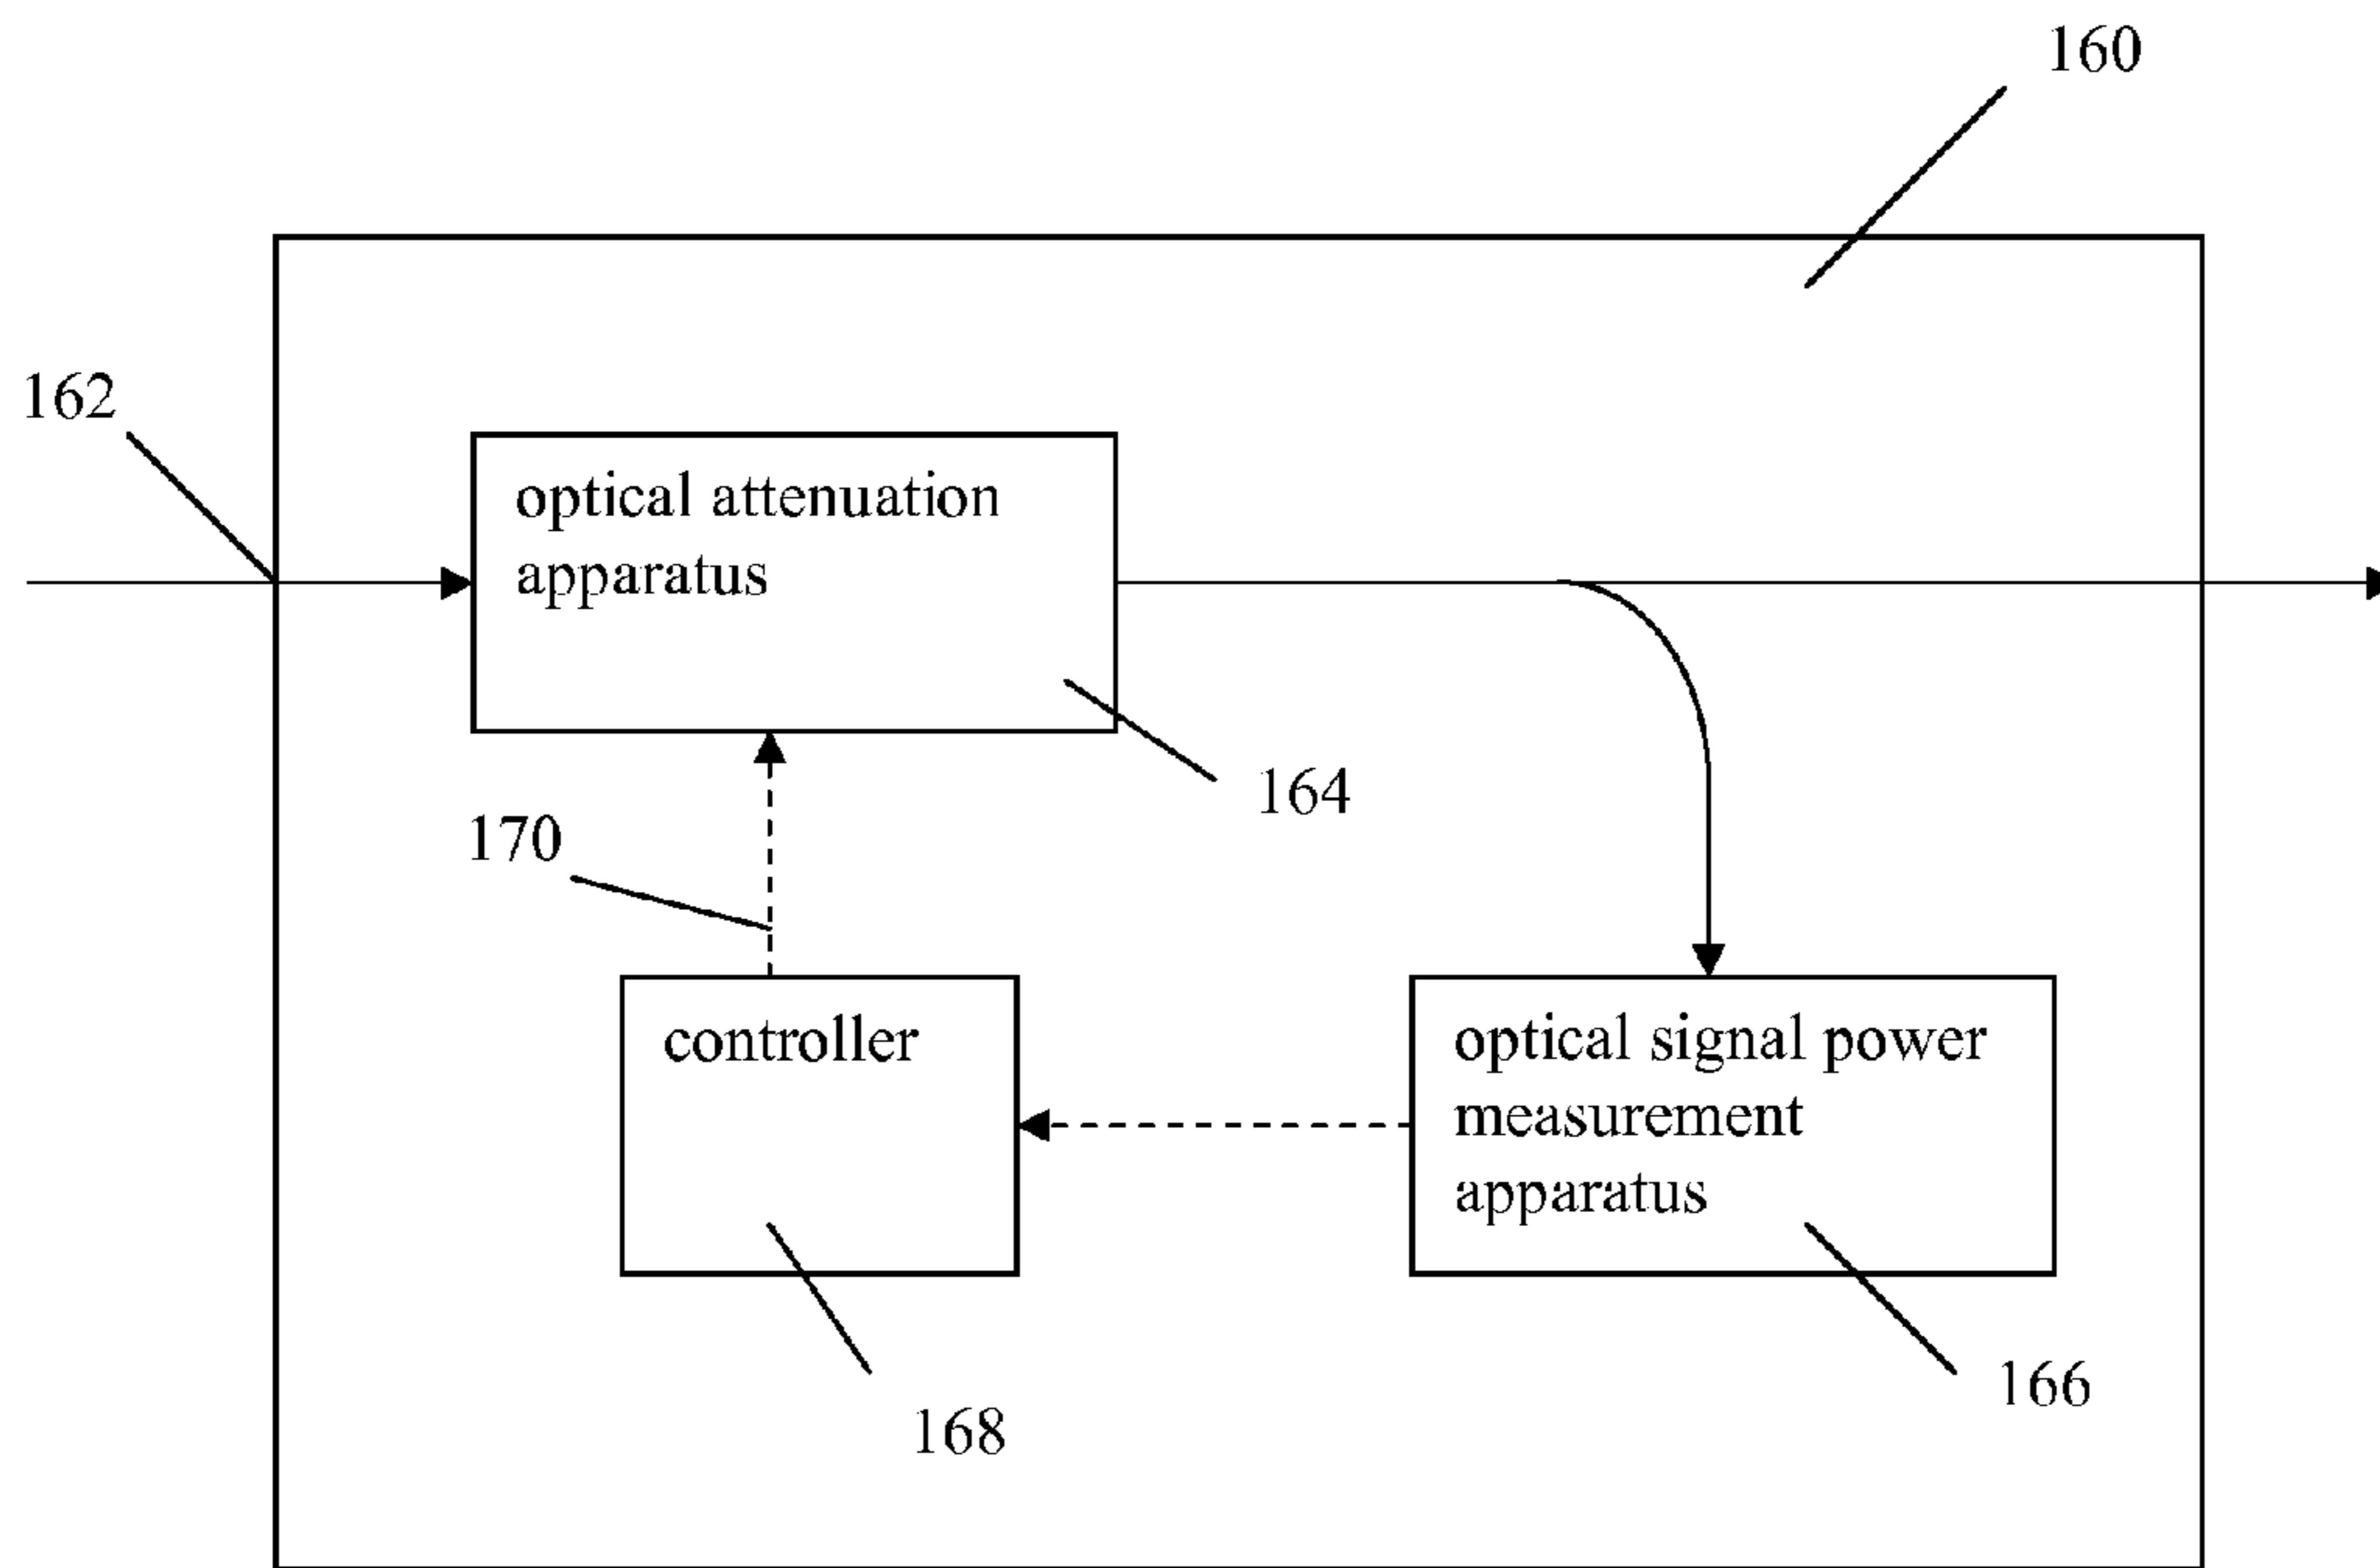 160
162
optical attenuation
apparatus
164
170
controller
optical signal power
measurement
apparatus
166
168